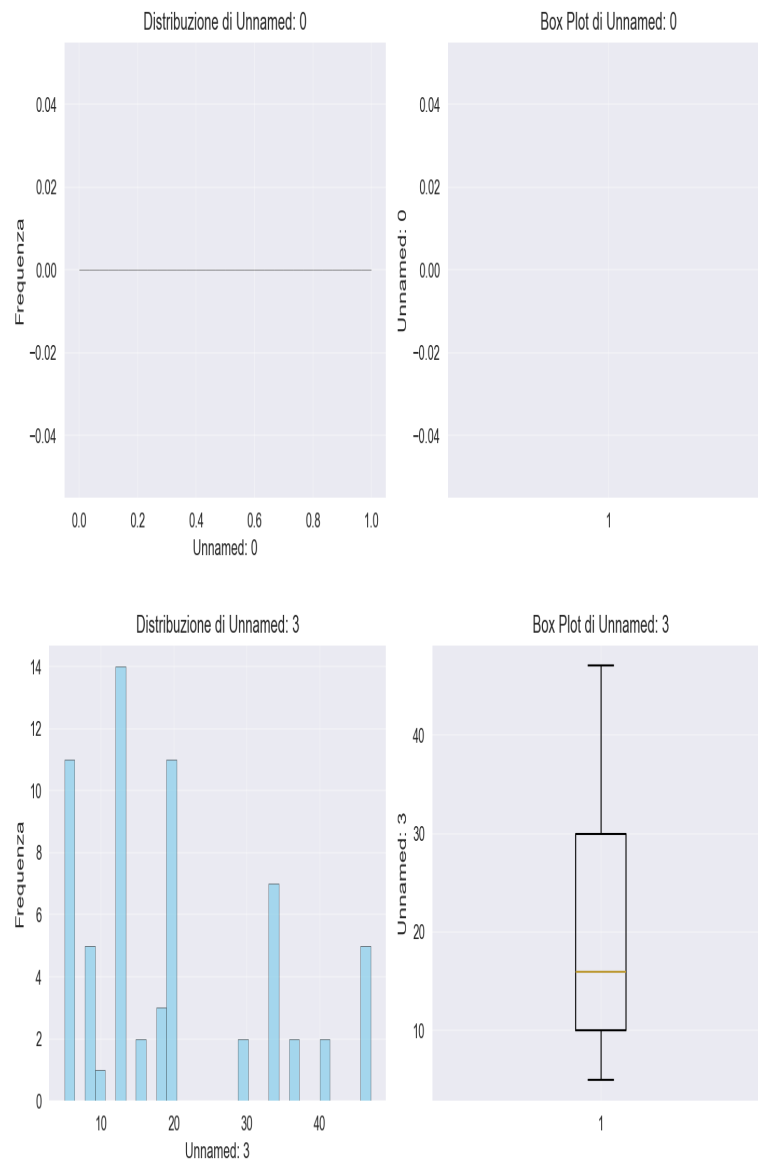 Distribuzione di Unnamed: 0
Box Plot di Unnamed: 0
Frequenza
0.04
0.02
0.00
−0.02
−0.04
0.0 0.2 0.4 0.6 0.8 1.0
Unnamed: 0
Unnamed: 0
0.04
0.02
0.00
−0.02
−0.04
1
Distribuzione di Unnamed: 3
Box Plot di Unnamed: 3
Frequenza
14
12
10
8
6
4
2
0
10 20 30 40
Unnamed: 3
Unnamed: 3
40
30
20
10
1